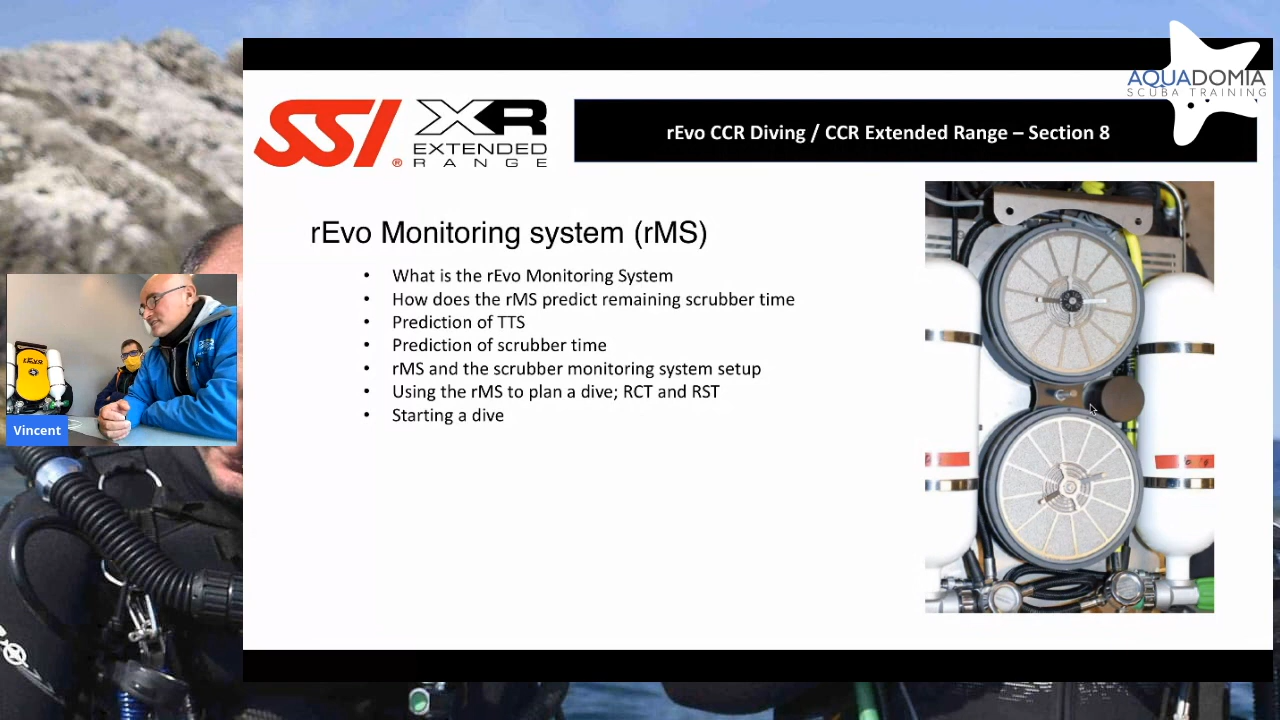 AQUADOMIA
SCUBA TRAINING
SSI® XR
EXTENDED
RANGE
rEvo CCR Diving / CCR Extended Range – Section 8
rEvo Monitoring system (rMS)
• What is the rEvo Monitoring System
• How does the rMS predict remaining scrubber time
• Prediction of TTS
• Prediction of scrubber time
• rMS and the scrubber monitoring system setup
• Using the rMS to plan a dive; RCT and RST
• Starting a dive
Vincent